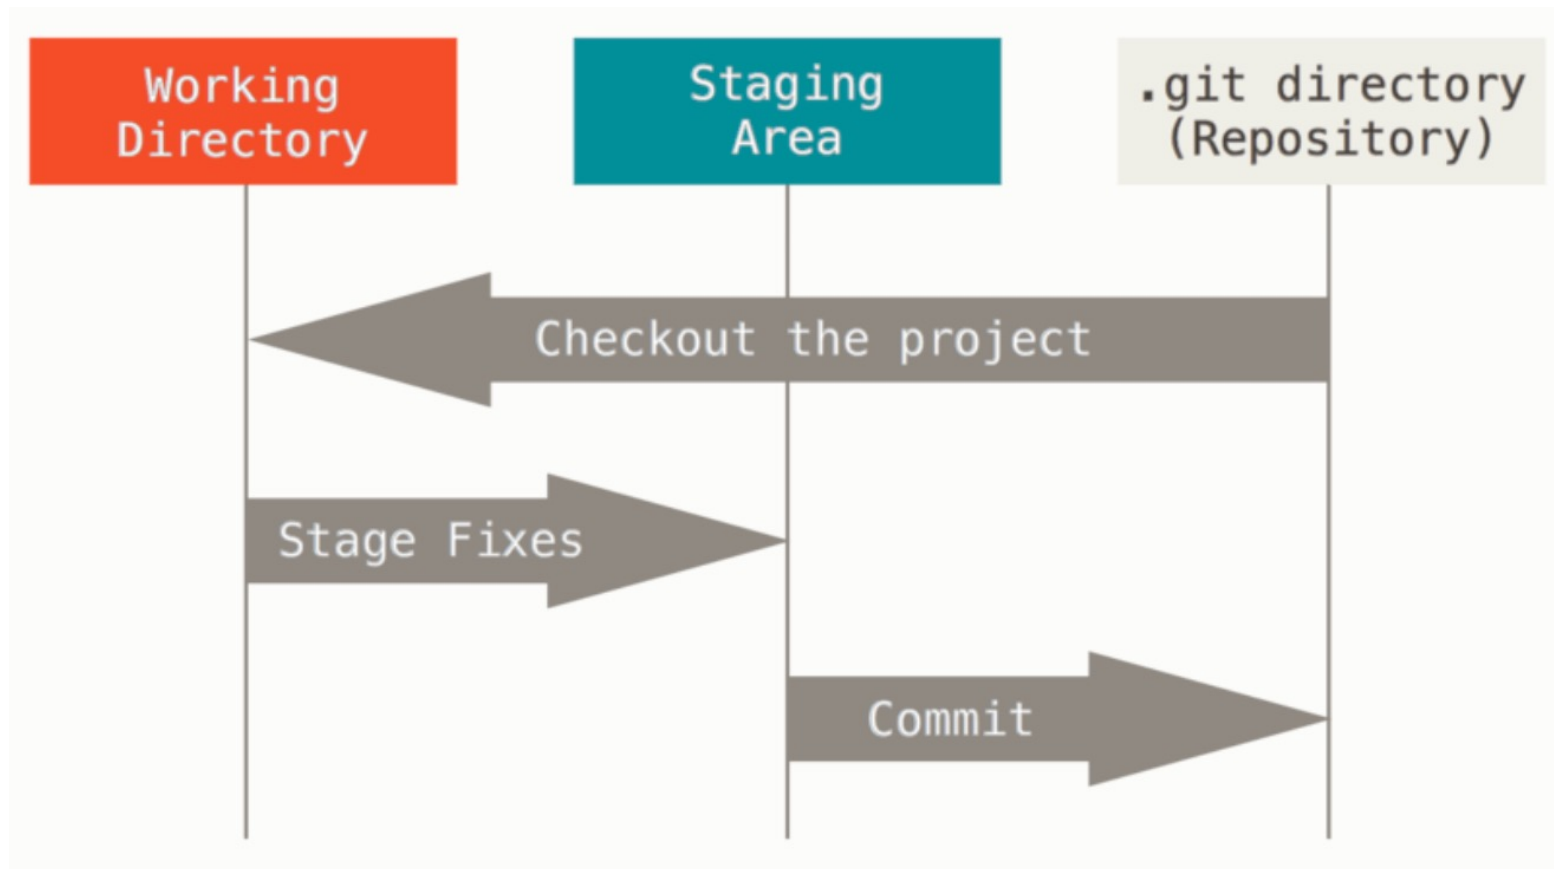 Working
Directory
Staging
Area
.git directory
(Repository)
Checkout the project
Stage Fixes
Commit